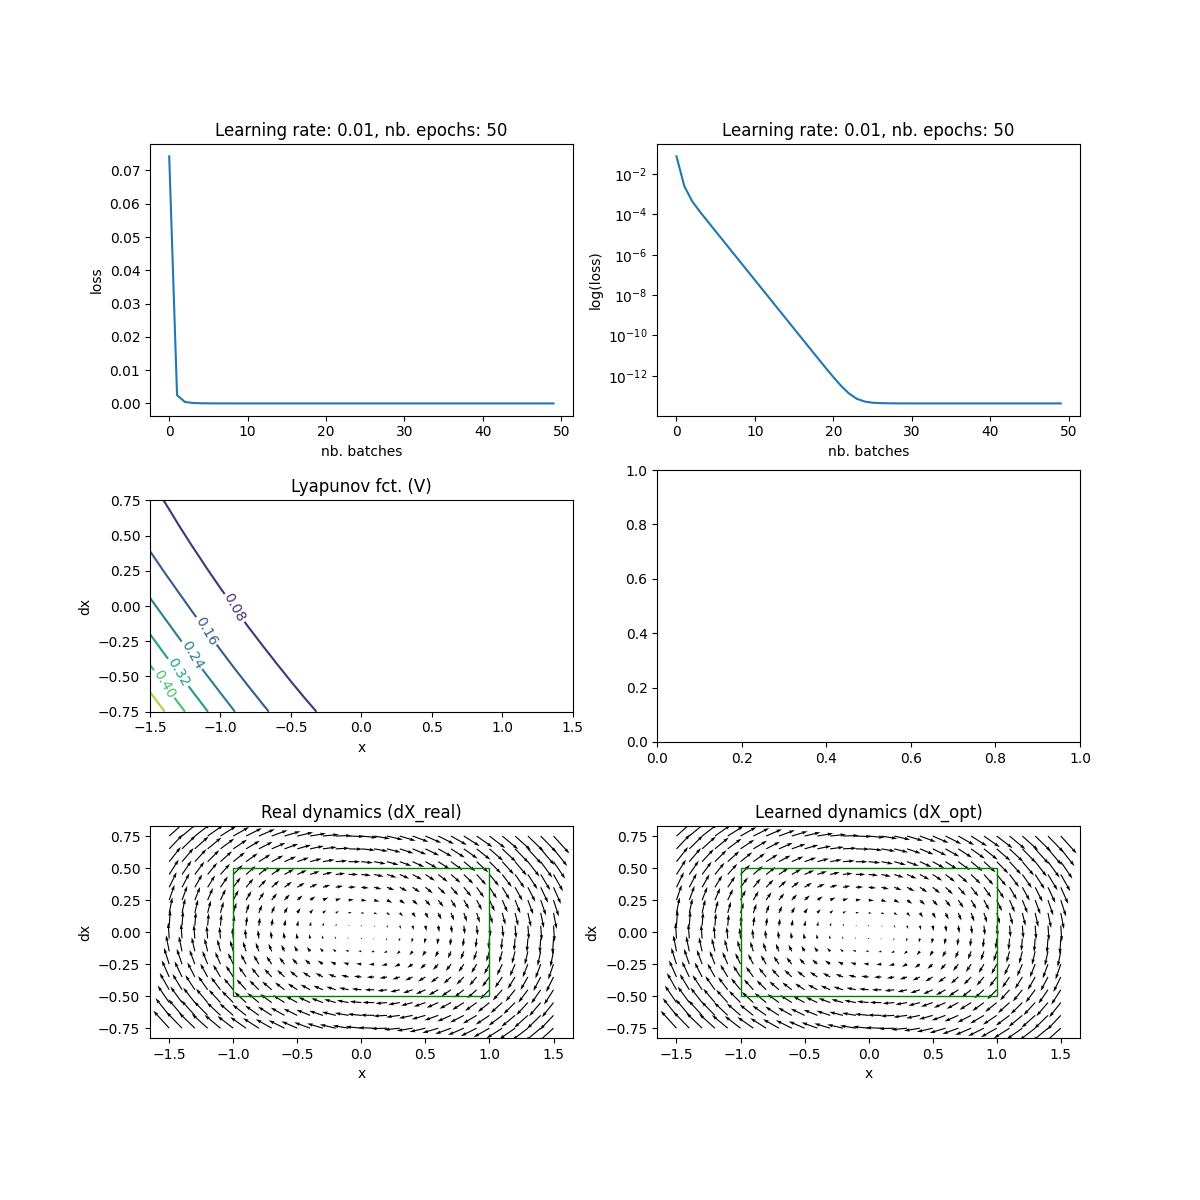 Learning rate: 0.01, nb. epochs: 50
0.07
0.06
0.05
0.04
0.03
0.02
0.01
0.00
loss
0 10 20 30 40 50
nb. batches
Learning rate: 0.01, nb. epochs: 50
10⁻²
10⁻⁴
10⁻⁶
10⁻⁸
10⁻¹⁰
10⁻¹²
log(loss)
0 10 20 30 40 50
nb. batches
Lyapunov fct. (V)
0.75
0.50
0.25
0.00
−0.25
−0.50
−0.75
dx
0.08
0.16
0.24
0.32
0.40
−1.5 −1.0 −0.5 0.0 0.5 1.0 1.5
x
1.0
0.8
0.6
0.4
0.2
0.0
0.0 0.2 0.4 0.6 0.8 1.0
Real dynamics (dX_real)
0.75
0.50
0.25
0.00
−0.25
−0.50
−0.75
dx
−1.5 −1.0 −0.5 0.0 0.5 1.0 1.5
x
Learned dynamics (dX_opt)
0.75
0.50
0.25
0.00
−0.25
−0.50
−0.75
dx
−1.5 −1.0 −0.5 0.0 0.5 1.0 1.5
x